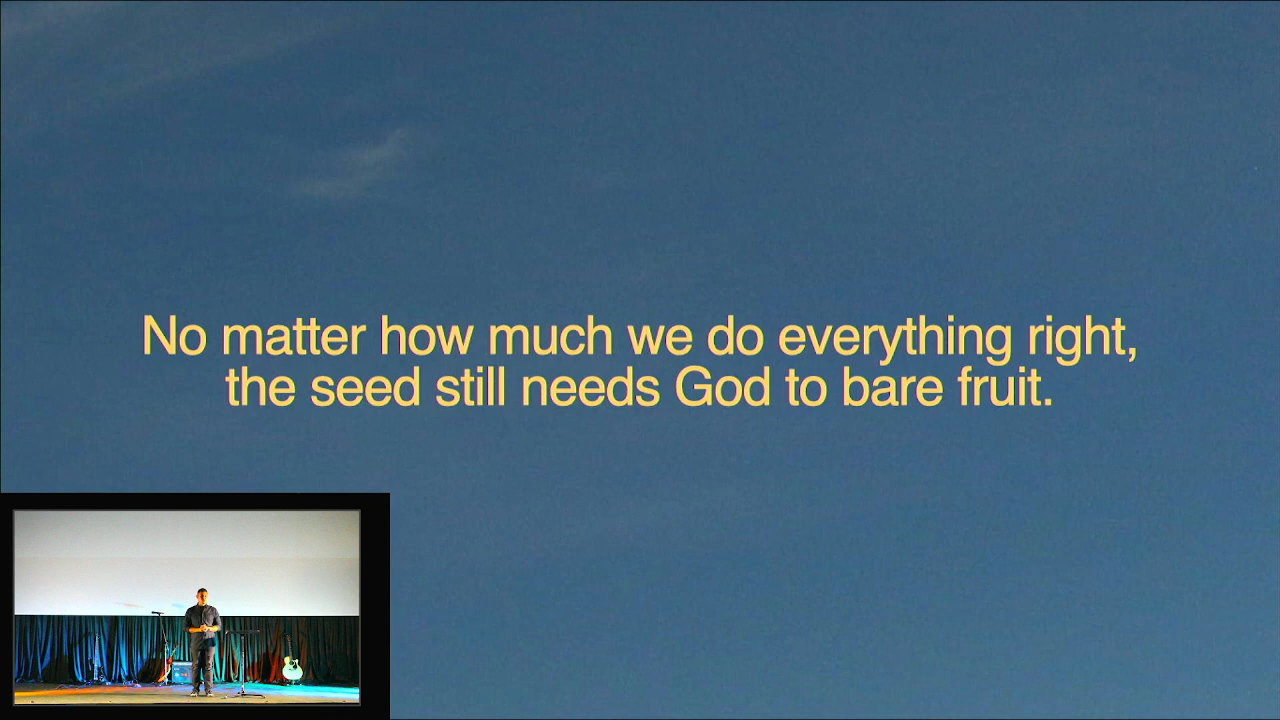 No matter how much we do everything right,
the seed still needs God to bare fruit.